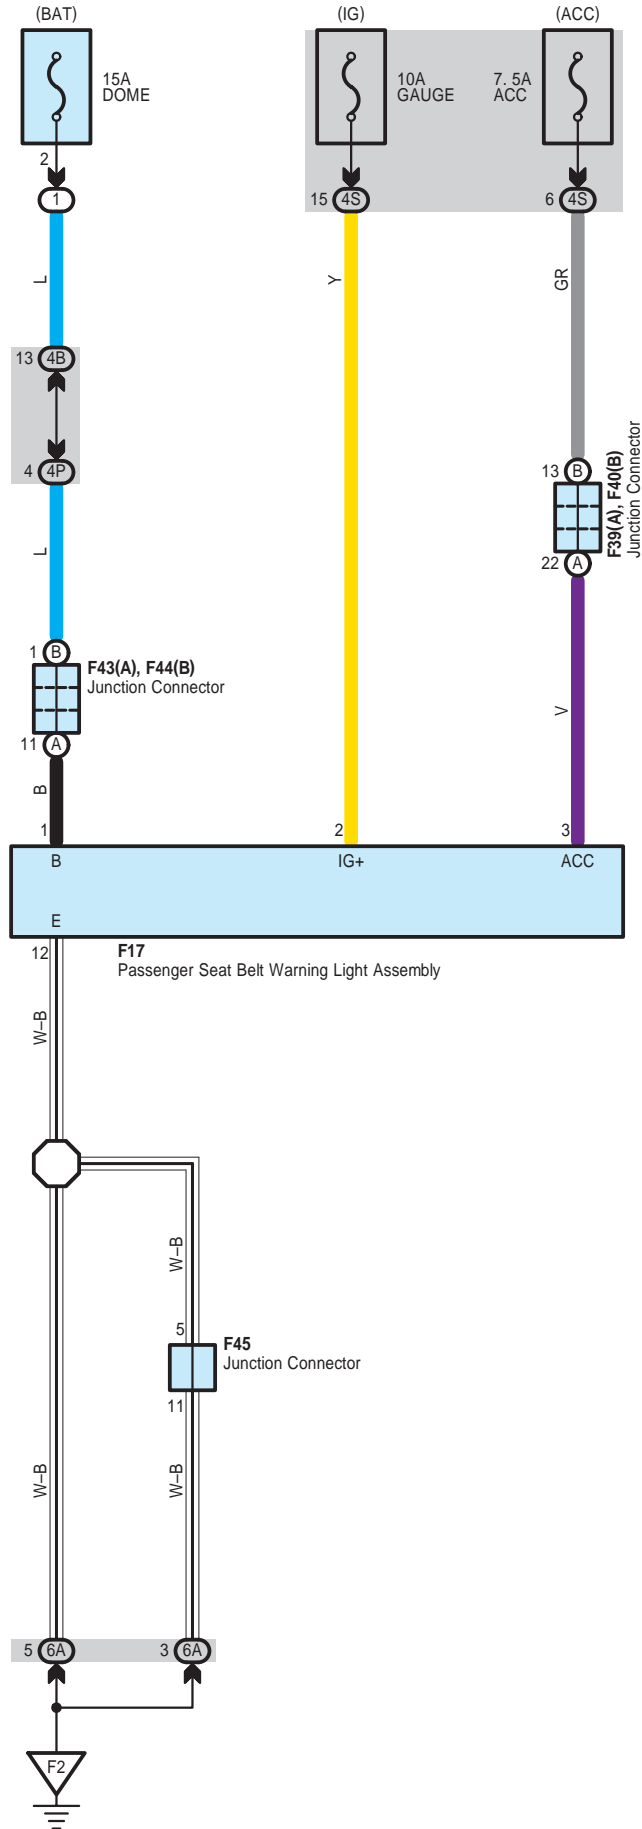 (BAT)
(IG)
(ACC)
15A
DOME
10A
GAUGE
7. 5A
ACC
2
1
15 4S
6 4S
L
Y
GR
13 4B
4 4P
L
13 B
F39(A), F40(B)
Junction Connector
22 A
1 B
F43(A), F44(B)
Junction Connector
11 A
V
B
1
2
3
B
IG+
ACC
E
12
F17
Passenger Seat Belt Warning Light Assembly
W–B
W–B
5
F45
Junction Connector
11
W–B
W–B
5 6A
3 6A
F2